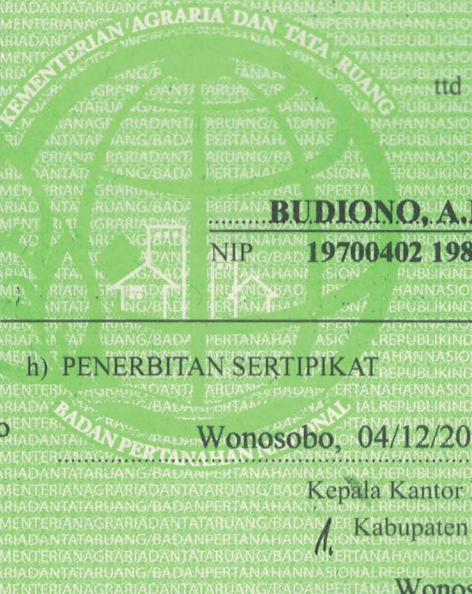 KEMENTERIAN AGRARIA DAN TATA RUANG
ttd
BUDIONO, A.
NIP 19700402 198
h) PENERBITAN SERTIPIKAT
BADAN PERTANAHAN NASIONAL
Wonosobo, 04/12/20
Kepala Kantor
Kabupaten
Wonos